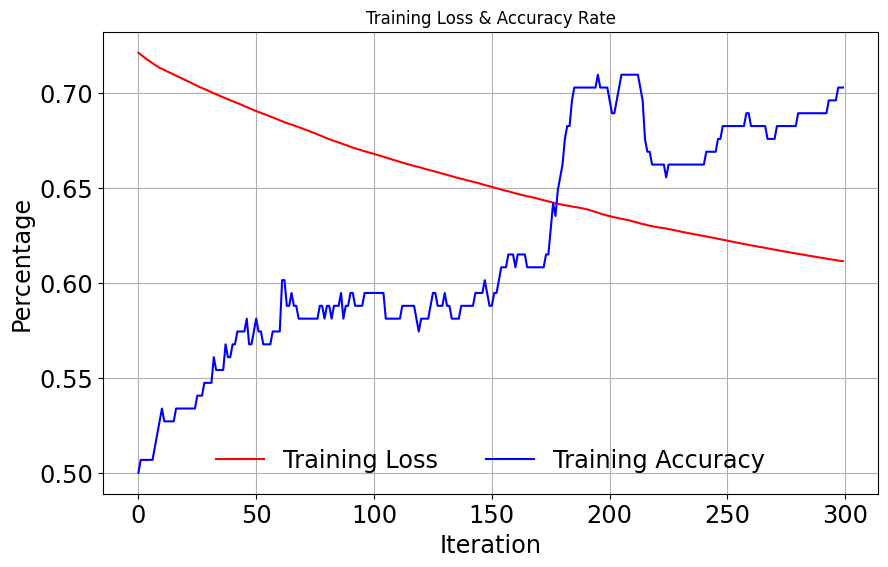 Training Loss & Accuracy Rate
Percentage
0.70
0.65
0.60
0.55
0.50
Training Loss Training Accuracy
0 50 100 150 200 250 300
Iteration